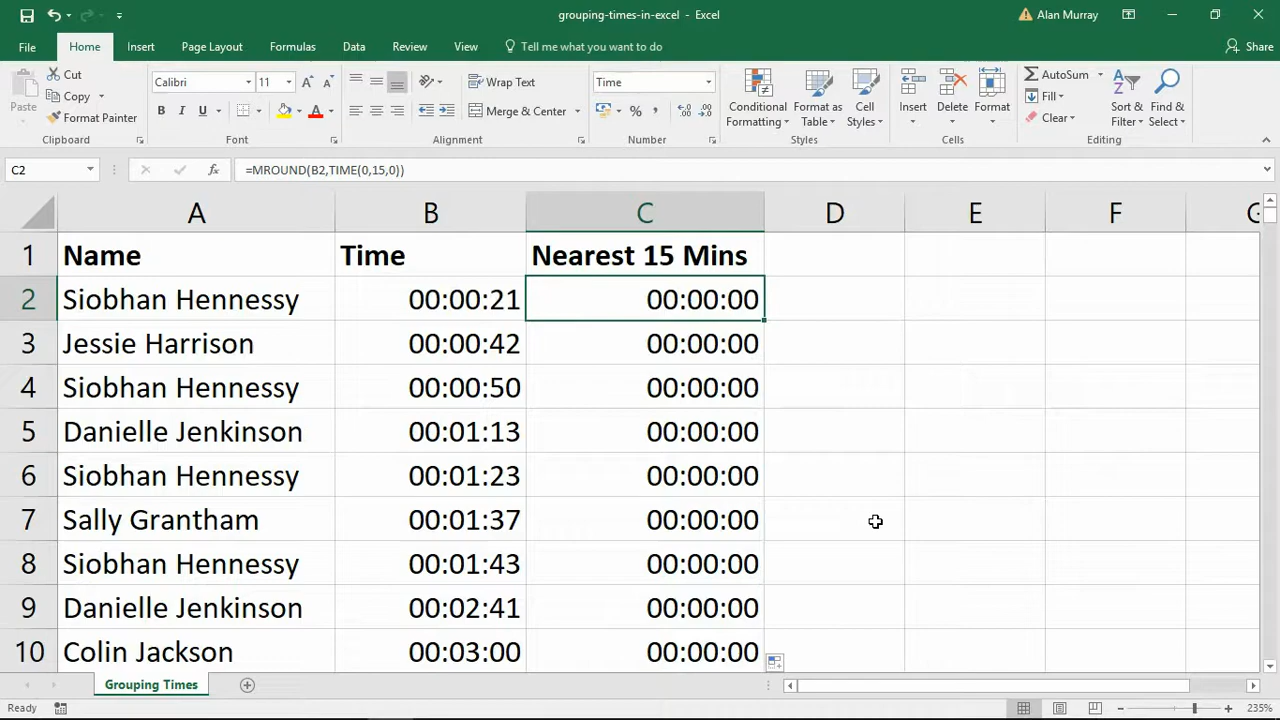 grouping-times-in-excel - Excel
Alan Murray
File Home Insert Page Layout Formulas Data Review View Tell me what you want to do Share
Paste
Cut
Copy
Format Painter
Clipboard
Calibri 11
B I U
Font
Wrap Text
Merge & Center
Alignment
Time
Number
Conditional Formatting
Format as Table
Cell Styles
Styles
Insert Delete Format
Cells
AutoSum
Fill
Clear
Sort & Filter
Find & Select
Editing
C2 fx =MROUND(B2,TIME(0,15,0))
A B C D E F G
1 Name Time Nearest 15 Mins
2 Siobhan Hennessy 00:00:21 00:00:00
3 Jessie Harrison 00:00:42 00:00:00
4 Siobhan Hennessy 00:00:50 00:00:00
5 Danielle Jenkinson 00:01:13 00:00:00
6 Siobhan Hennessy 00:01:23 00:00:00
7 Sally Grantham 00:01:37 00:00:00
8 Siobhan Hennessy 00:01:43 00:00:00
9 Danielle Jenkinson 00:02:41 00:00:00
10 Colin Jackson 00:03:00 00:00:00
Grouping Times
Ready 235%